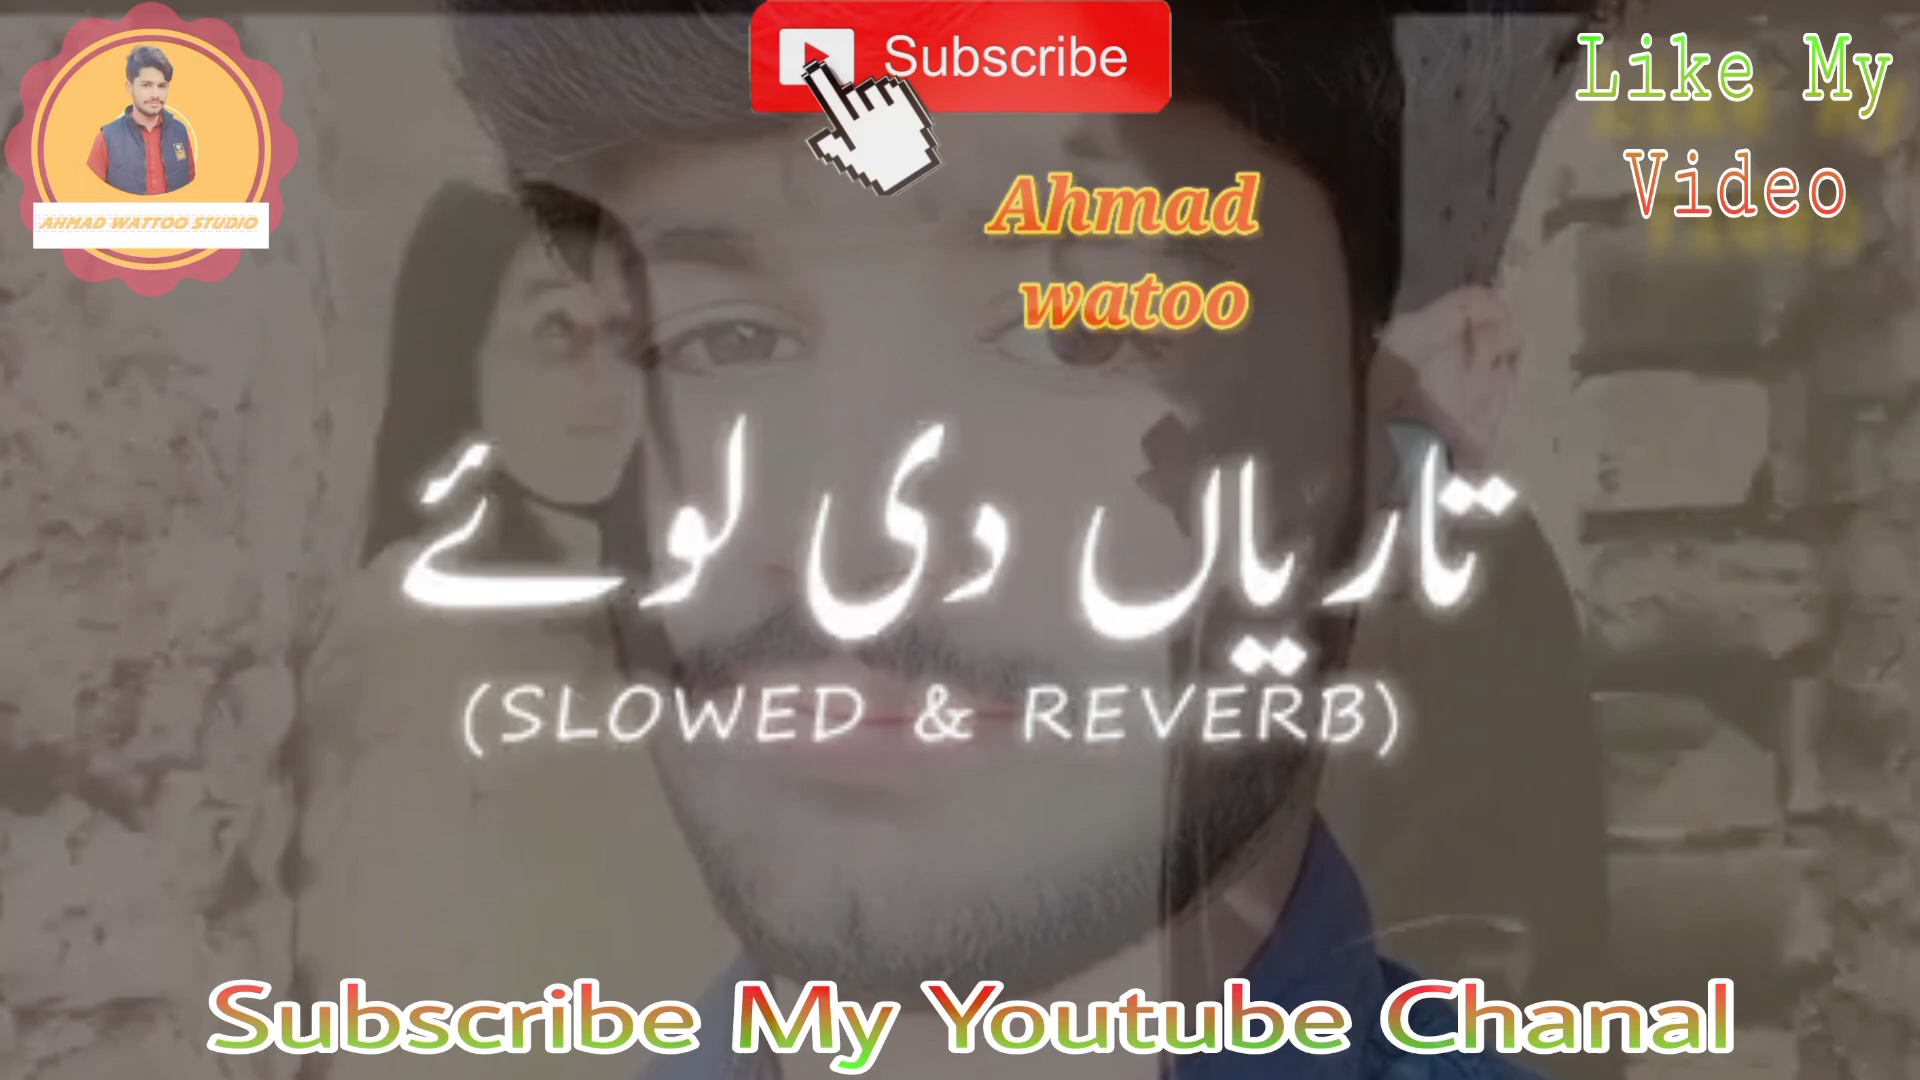 Subscribe
Like My
Video
Ahmad
watoo
AHMAD WATTOO STUDIO
تاریاں دی لوئے
(SLOWED & REVERB)
Subscribe My Youtube Chanal